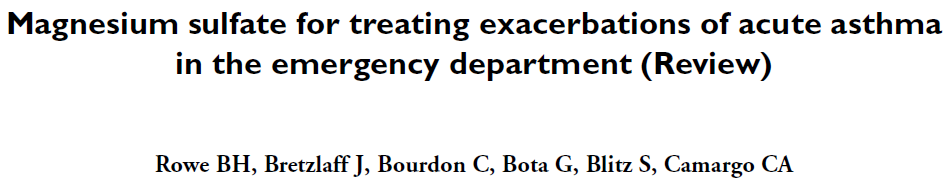 Magnesium sulfate for treating exacerbations of acute asthma
in the emergency department (Review)
Rowe BH, Bretzlaff J, Bourdon C, Bota G, Blitz S, Camargo CA